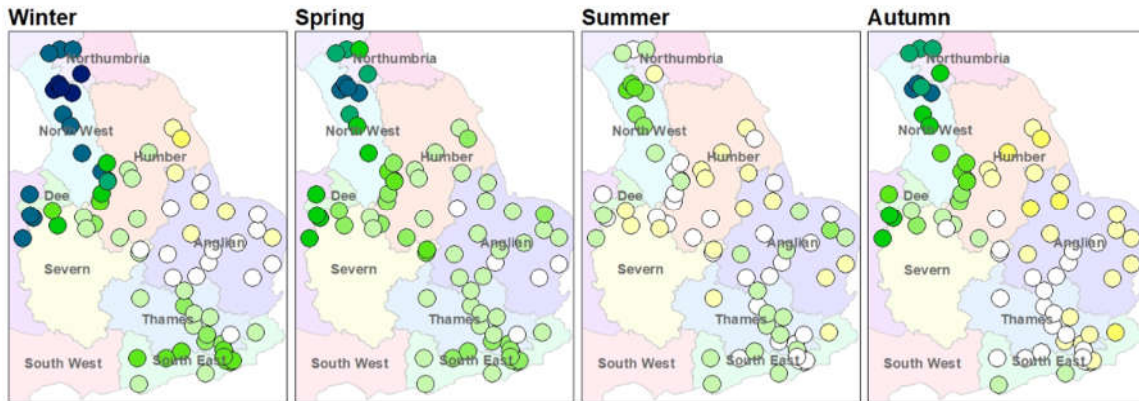 Winter
Northumbria
North West
Humber
Dee
Anglian
Severn
Thames
South West
South East
Spring
Northumbria
North West
Humber
Dee
Anglian
Severn
Thames
South West
South East
Summer
Northumbria
North West
Humber
Dee
Anglian
Severn
Thames
South West
South East
Autumn
Northumbria
North West
Humber
Dee
Anglian
Severn
Thames
South West
South East